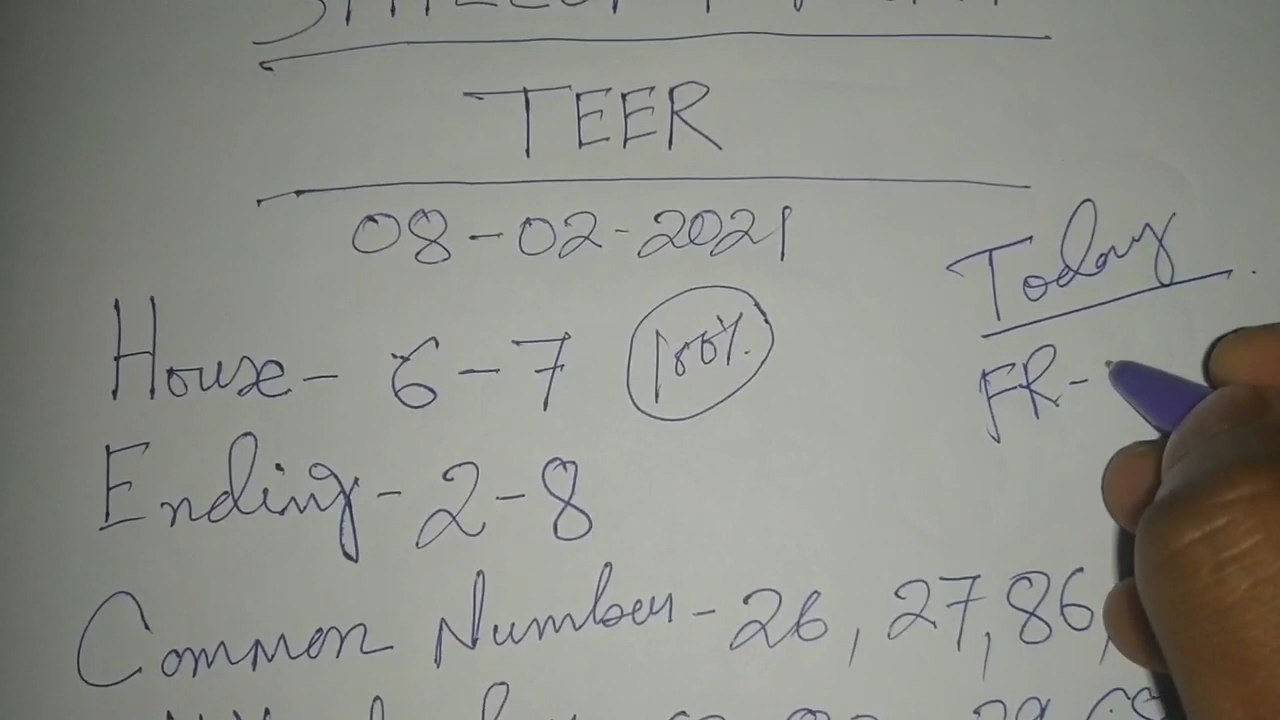 TEER
08-02-2021
House- 6-7 100%
Today
FR-
Ending- 2-8
Common Number- 26, 27, 86,